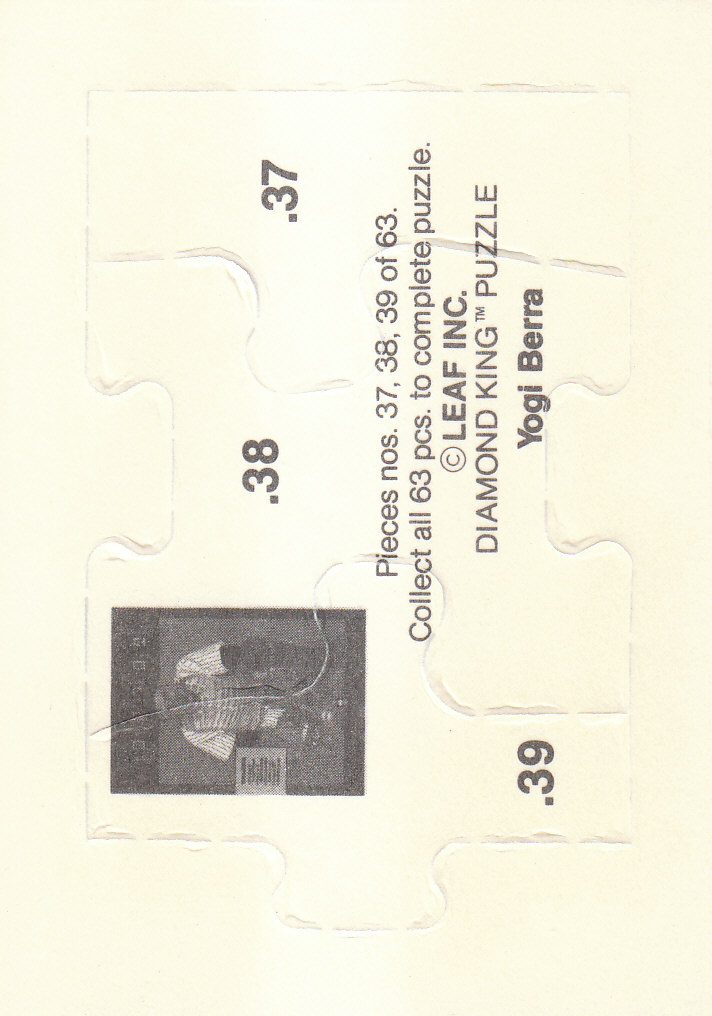 .37
.38
.39
Pieces nos. 37, 38, 39 of 63.
Collect all 63 pcs. to complete puzzle.
© LEAF INC.
DIAMOND KING™ PUZZLE
Yogi Berra